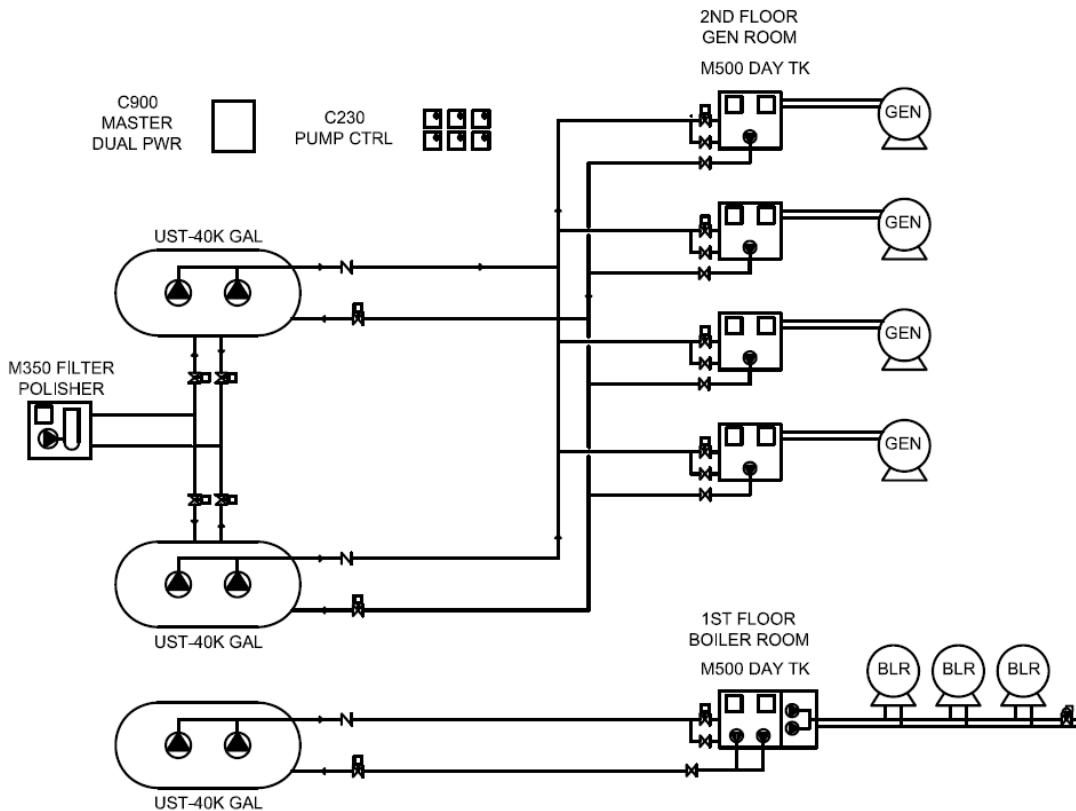 2ND FLOOR
GEN ROOM
M500 DAY TK
C900
MASTER
DUAL PWR
C230
PUMP CTRL
GEN
UST-40K GAL
GEN
M350 FILTER
POLISHER
GEN
GEN
UST-40K GAL
1ST FLOOR
BOILER ROOM
M500 DAY TK
BLR
BLR
BLR
UST-40K GAL